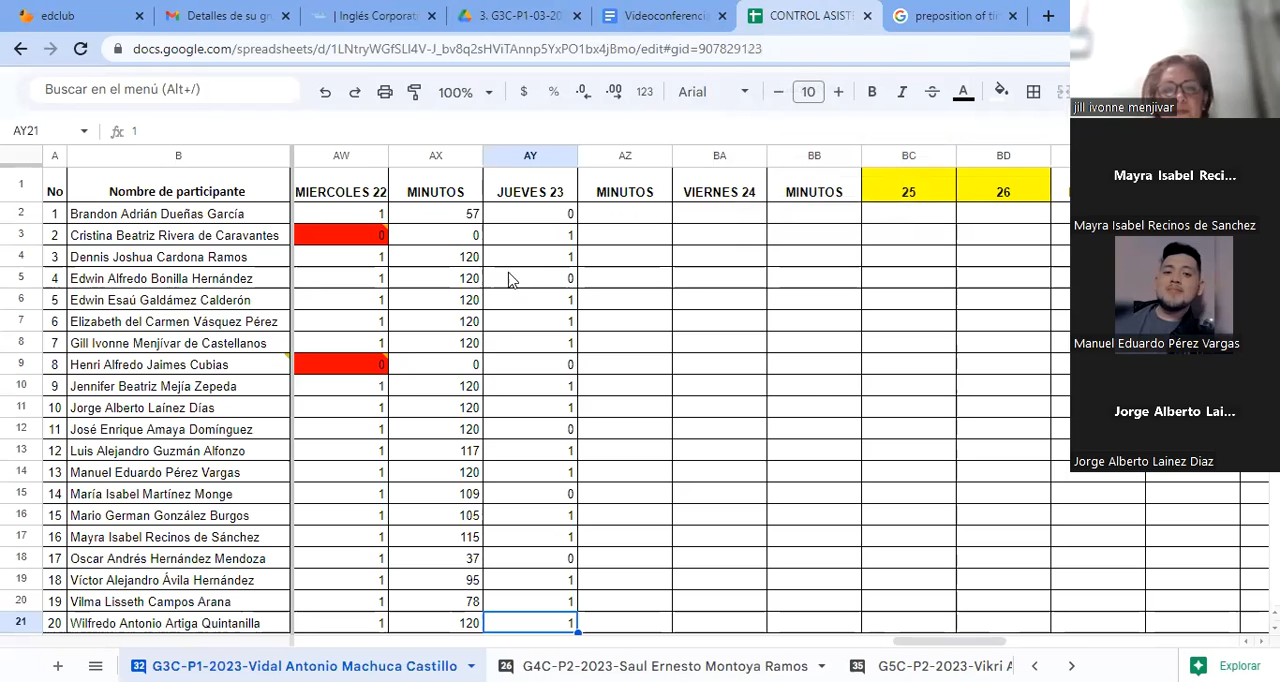 Editando el
Mediafiles de su gr
Inglés Corporat
3. G3C-P1-03-20
Videoconferenci
CONTROL ASIST
preposition of tim
docs.google.com/spreadsheets/d/1LNtryWGfSLI4V-J_bv8q2sHViTAnnpSYxPO1bx4jBmo/edit#gid=907829123
Buscar en el menú (Alt+/) 100% $ % .0 .00 123 Arial 10 B I S A
AY21 fx 1
A B AW AX AY AZ BA BB BC BD
1 No Nombre de participante MIERCOLES 22 MINUTOS JUEVES 23 MINUTOS VIERNES 24 MINUTOS 25 26
2 1 Brandon Adrián Dueñas García 1 57 0
3 2 Cristina Beatriz Rivera de Caravantes 0 0 1
4 3 Dennis Joshua Cardona Ramos 1 120 1
5 4 Edwin Alfredo Bonilla Hernández 1 120 0
6 5 Edwin Esaú Galdámez Calderón 1 120 1
7 6 Elizabeth del Carmen Vásquez Pérez 1 120 1
8 7 Gill Ivonne Menjívar de Castellanos 1 120 1
9 8 Henri Alfredo Jaimes Cubias 0 0
10 9 Jennifer Beatriz Mejía Zepeda 1 120 1
11 10 Jorge Alberto Laínez Días 1 120 1
12 11 José Enrique Amaya Domínguez 1 120 0
13 12 Luis Alejandro Guzmán Alfonzo 1 117 1
14 13 Manuel Eduardo Pérez Vargas 1 120 1
15 14 María Isabel Martínez Monge 1 109 0
16 15 Mario German González Burgos 1 105 1
17 16 Mayra Isabel Recinos de Sánchez 1 115 1
18 17 Oscar Andrés Hernández Mendoza 1 37 0
19 18 Víctor Alejandro Ávila Hernández 1 95 1
20 19 Vilma Lisseth Campos Arana 1 78 1
21 20 Wilfredo Antonio Artiga Quintanilla 1 120 1
32 G3C-P1-2023-Vidal Antonio Machuca Castillo
26 G4C-P2-2023-Saul Ernesto Montoya Ramos
35 G5C-P2-2023-Vikri A
Explorar
jill ivonne menjivar
Mayra Isabel Reci...
Mayra Isabel Recinos de Sanchez
Manuel Eduardo Pérez Vargas
Jorge Alberto Lai...
Jorge Alberto Lainez Diaz